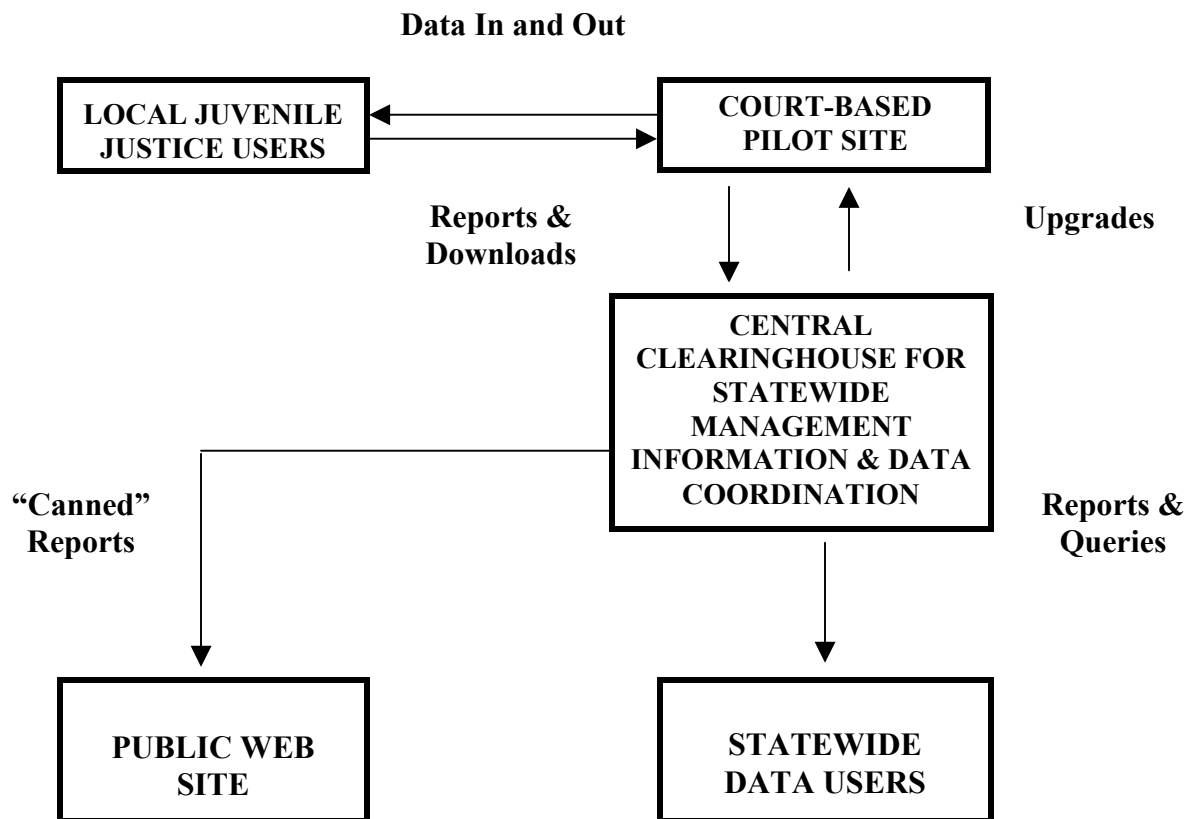 Data In and Out
LOCAL JUVENILE
JUSTICE USERS
COURT-BASED
PILOT SITE
Reports &
Downloads
Upgrades
CENTRAL
CLEARINGHOUSE FOR
STATEWIDE
MANAGEMENT
INFORMATION & DATA
COORDINATION
“Canned”
Reports
Reports &
Queries
PUBLIC WEB
SITE
STATEWIDE
DATA USERS